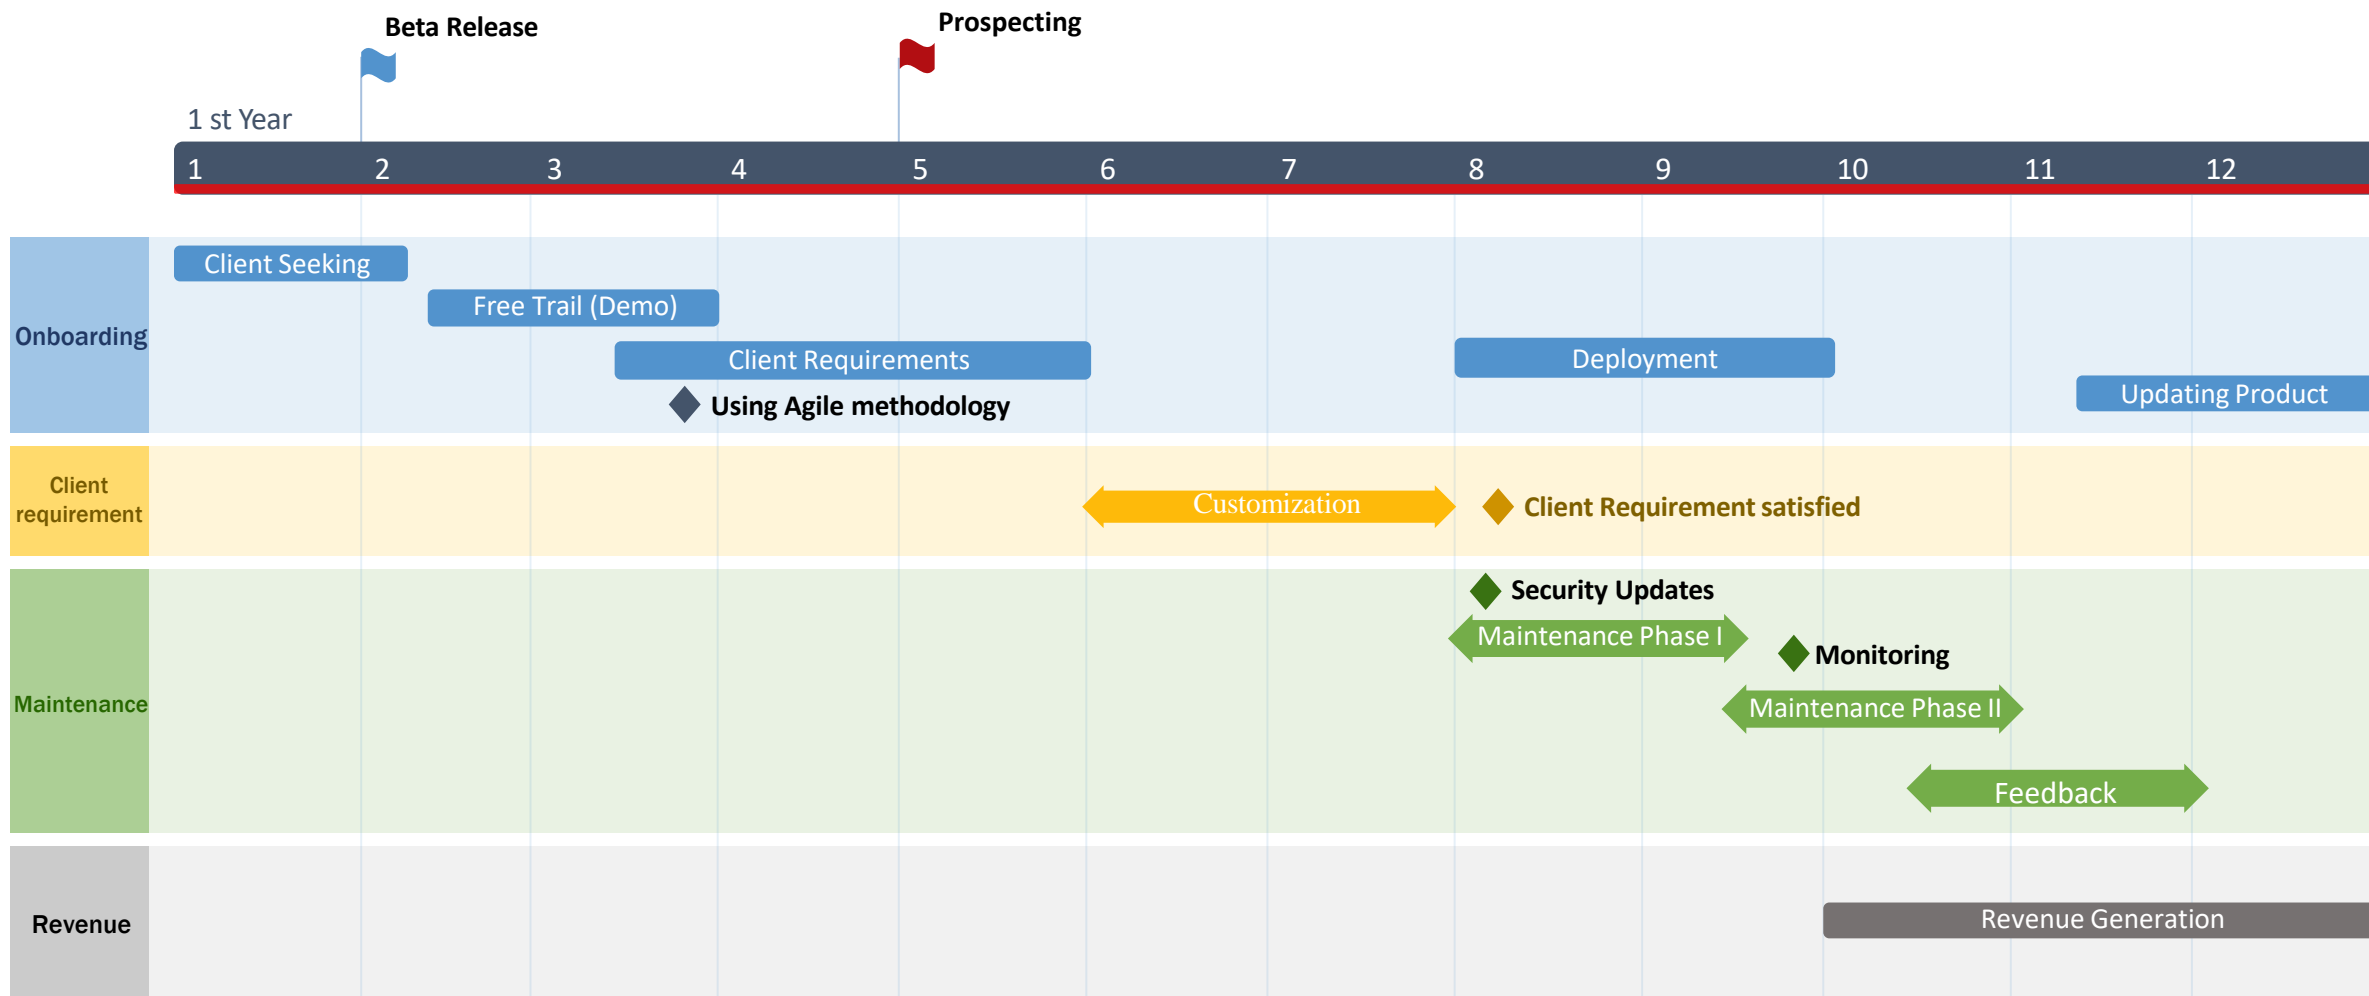 Beta Release
Prospecting
1 st Year
1 2 3 4 5 6 7 8 9 10 11 12
Onboarding
Client Seeking
Free Trail (Demo)
Client Requirements
Deployment
Updating Product
Using Agile methodology
Client
requirement
Customization
Client Requirement satisfied
Maintenance
Security Updates
Maintenance Phase I
Monitoring
Maintenance Phase II
Feedback
Revenue
Revenue Generation